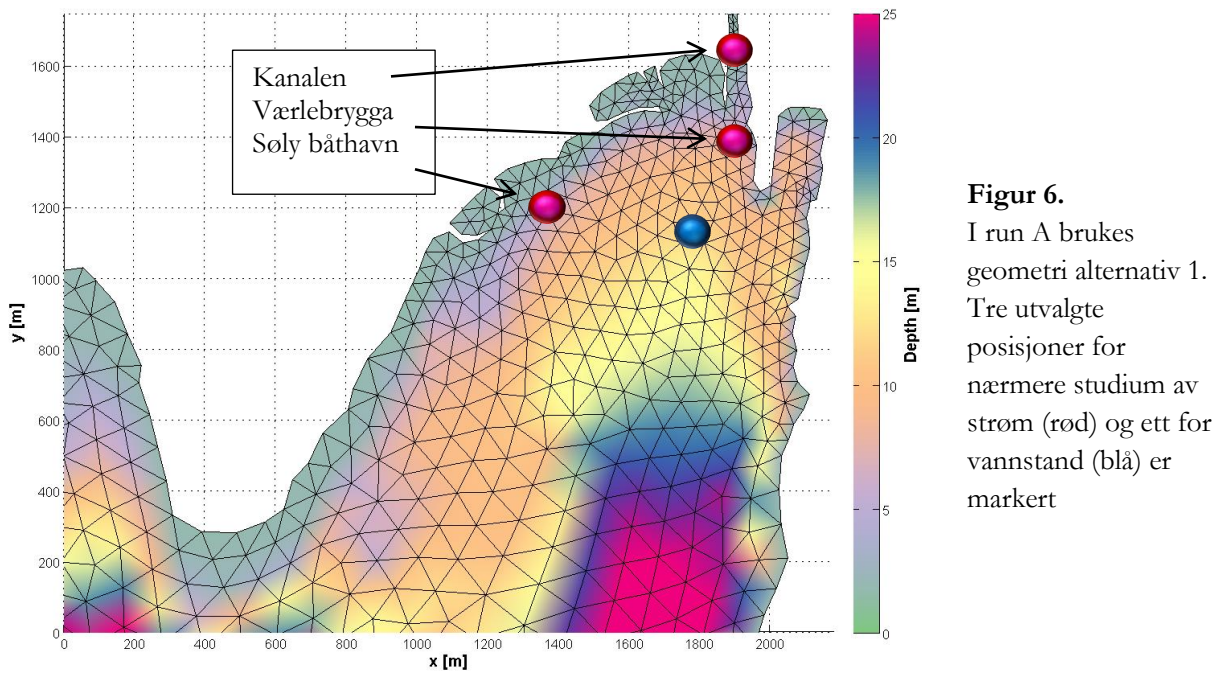 1600
1400
1200
1000
800
600
400
200
0
y [m]
0
200
400
600
800
1000
1200
1400
1600
1800
2000
x [m]
Kanalen
Værlebrygga
Søly båthavn
25
20
15
10
5
0
Depth [m]
Figur 6.
I run A brukes
geometri alternativ 1.
Tre utvalgte
posisjoner for
nærmere studium av
strøm (rød) og ett for
vannstand (blå) er
markert